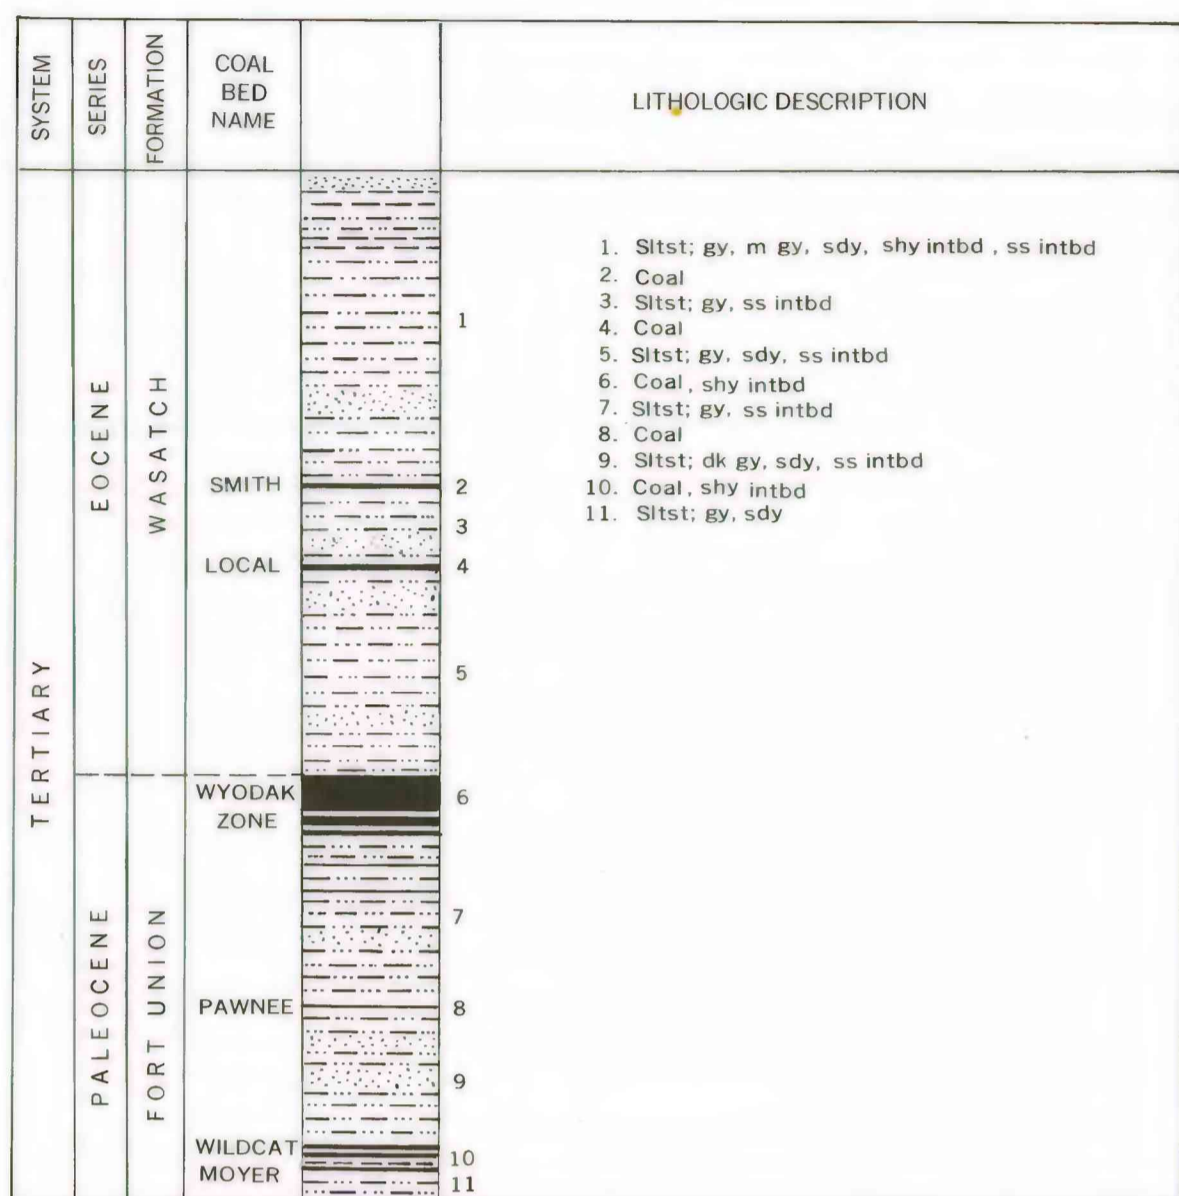 SYSTEM
SERIES
FORMATION
COAL
BED
NAME
LITHOLOGIC DESCRIPTION
TERTIARY
EOCENE
PALEOCENE
WASATCH
FORT UNION
SMITH
LOCAL
WYODAK
ZONE
PAWNEE
WILDCAT
MOYER
1
2
3
4
5
6
7
8
9
10
11
1. Sltst; gy, m gy, sdy, shy intbd , ss intbd
2. Coal
3. Sltst; gy, ss intbd
4. Coal
5. Sltst; gy, sdy, ss intbd
6. Coal, shy intbd
7. Sltst; gy, ss intbd
8. Coal
9. Sltst; dk gy, sdy, ss intbd
10. Coal, shy intbd
11. Sltst; gy, sdy